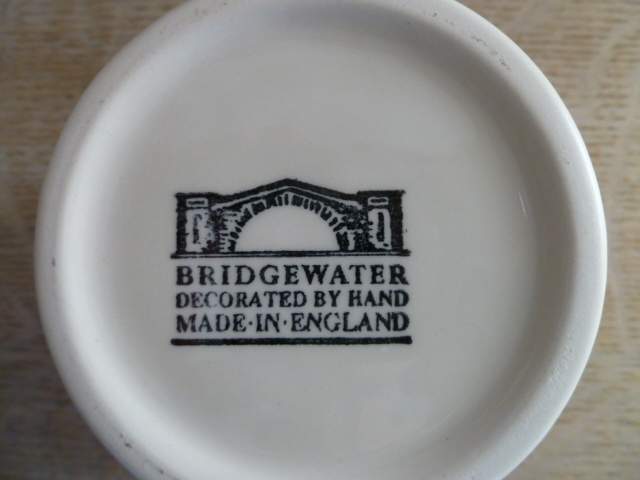 BRIDGEWATER
DECORATED BY HAND
MADE·IN·ENGLAND